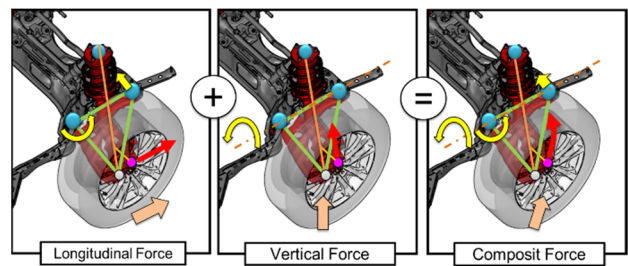 +
=
Longitudinal Force
Vertical Force
Composit Force